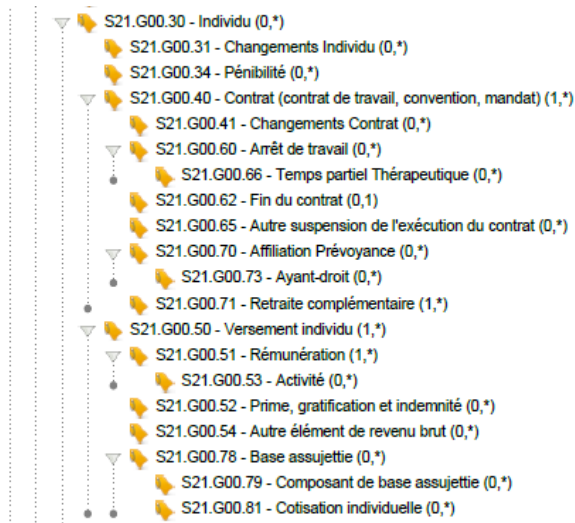 S21.G00.30 - Individu (0,*)
S21.G00.31 - Changements Individu (0,*)
S21.G00.34 - Pénibilité (0,*)
S21.G00.40 - Contrat (contrat de travail, convention, mandat) (1,*)
S21.G00.41 - Changements Contrat (0,*)
S21.G00.60 - Arrêt de travail (0,*)
S21.G00.66 - Temps partiel Thérapeutique (0,*)
S21.G00.62 - Fin du contrat (0,1)
S21.G00.65 - Autre suspension de l'exécution du contrat (0,*)
S21.G00.70 - Affiliation Prévoyance (0,*)
S21.G00.73 - Ayant-droit (0,*)
S21.G00.71 - Retraite complémentaire (1,*)
S21.G00.50 - Versement individu (1,*)
S21.G00.51 - Rémunération (1,*)
S21.G00.53 - Activité (0,*)
S21.G00.52 - Prime, gratification et indemnité (0,*)
S21.G00.54 - Autre élément de revenu brut (0,*)
S21.G00.78 - Base assujettie (0,*)
S21.G00.79 - Composant de base assujettie (0,*)
S21.G00.81 - Cotisation individuelle (0,*)